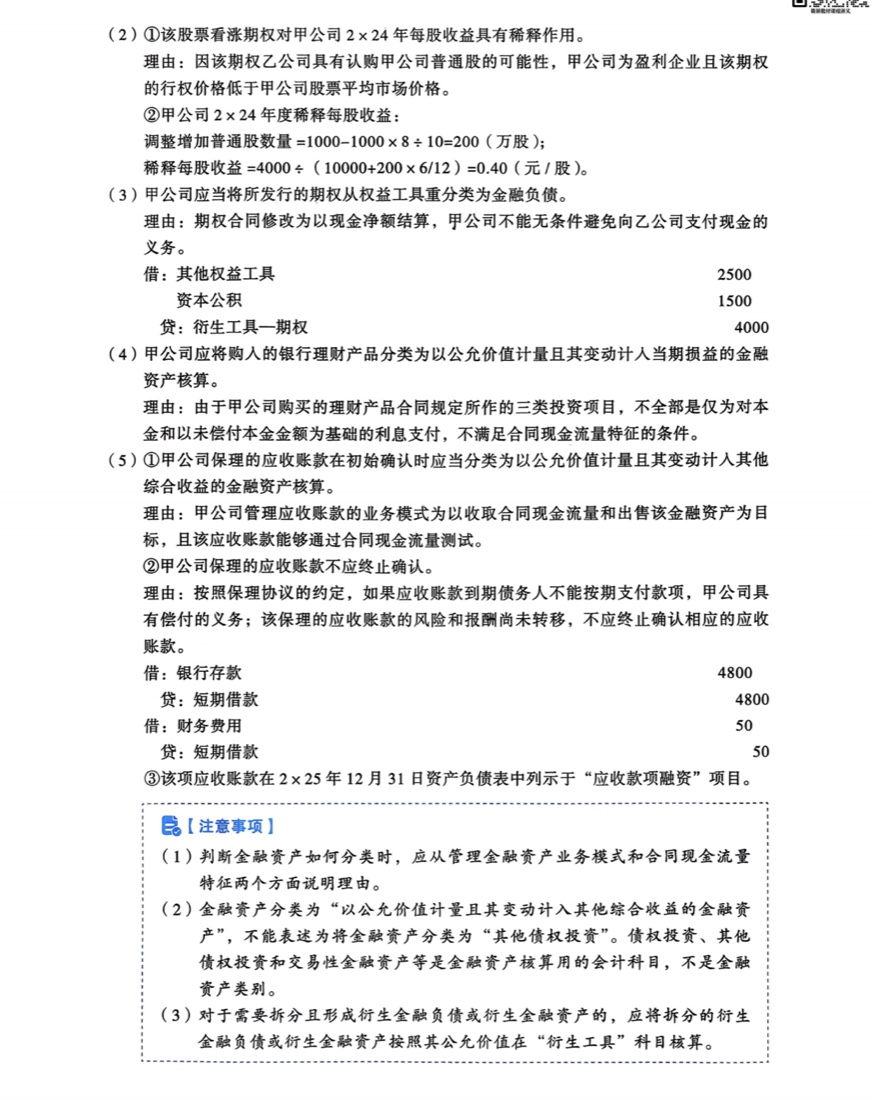 （2）①该股票看涨期权对甲公司 2×24 年每股收益具有稀释作用。
理由：因该期权乙公司具有认购甲公司普通股的可能性，甲公司为盈利企业且该期权
的行权价格低于甲公司股票平均市场价格。
②甲公司 2×24 年度稀释每股收益：
调整增加普通股数量 =1000–1000×8÷10=200（万股）；
稀释每股收益 =4000÷（10000+200×6/12）=0.40（元/股）。
（3）甲公司应当将所发行的期权从权益工具重分类为金融负债。
理由：期权合同修改为以现金净额结算，甲公司不能无条件避免向乙公司支付现金的
义务。
借：其他权益工具 2500
资本公积 1500
贷：衍生工具—期权 4000
（4）甲公司应将购入的银行理财产品分类为以公允价值计量且其变动计入当期损益的金融
资产核算。
理由：由于甲公司购买的理财产品合同规定所作的三类投资项目，不全部是仅为对本
金和以未偿付本金金额为基础的利息支付，不满足合同现金流量特征的条件。
（5）①甲公司保理的应收账款在初始确认时应当分类为以公允价值计量且其变动计入其他
综合收益的金融资产核算。
理由：甲公司管理应收账款的业务模式为以收取合同现金流量和出售该金融资产为目
标，且该应收账款能够通过合同现金流量测试。
②甲公司保理的应收账款不应终止确认。
理由：按照保理协议的约定，如果应收账款到期债务人不能按期支付款项，甲公司具
有偿付的义务；该保理的应收账款的风险和报酬尚未转移，不应终止确认相应的应收
账款。
借：银行存款 4800
贷：短期借款 4800
借：财务费用 50
贷：短期借款 50
③该项应收账款在 2×25 年 12 月 31 日资产负债表中列示于“应收款项融资”项目。
【注意事项】
（1）判断金融资产如何分类时，应从管理金融资产业务模式和合同现金流量
特征两个方面说明理由。
（2）金融资产分类为“以公允价值计量且其变动计入其他综合收益的金融资
产”，不能表述为将金融资产分类为“其他债权投资”。债权投资、其他
债权投资和交易性金融资产等是金融资产核算用的会计科目，不是金融
资产类别。
（3）对于需要拆分且形成衍生金融负债或衍生金融资产的，应将拆分的衍生
金融负债或衍生金融资产按照其公允价值在“衍生工具”科目核算。